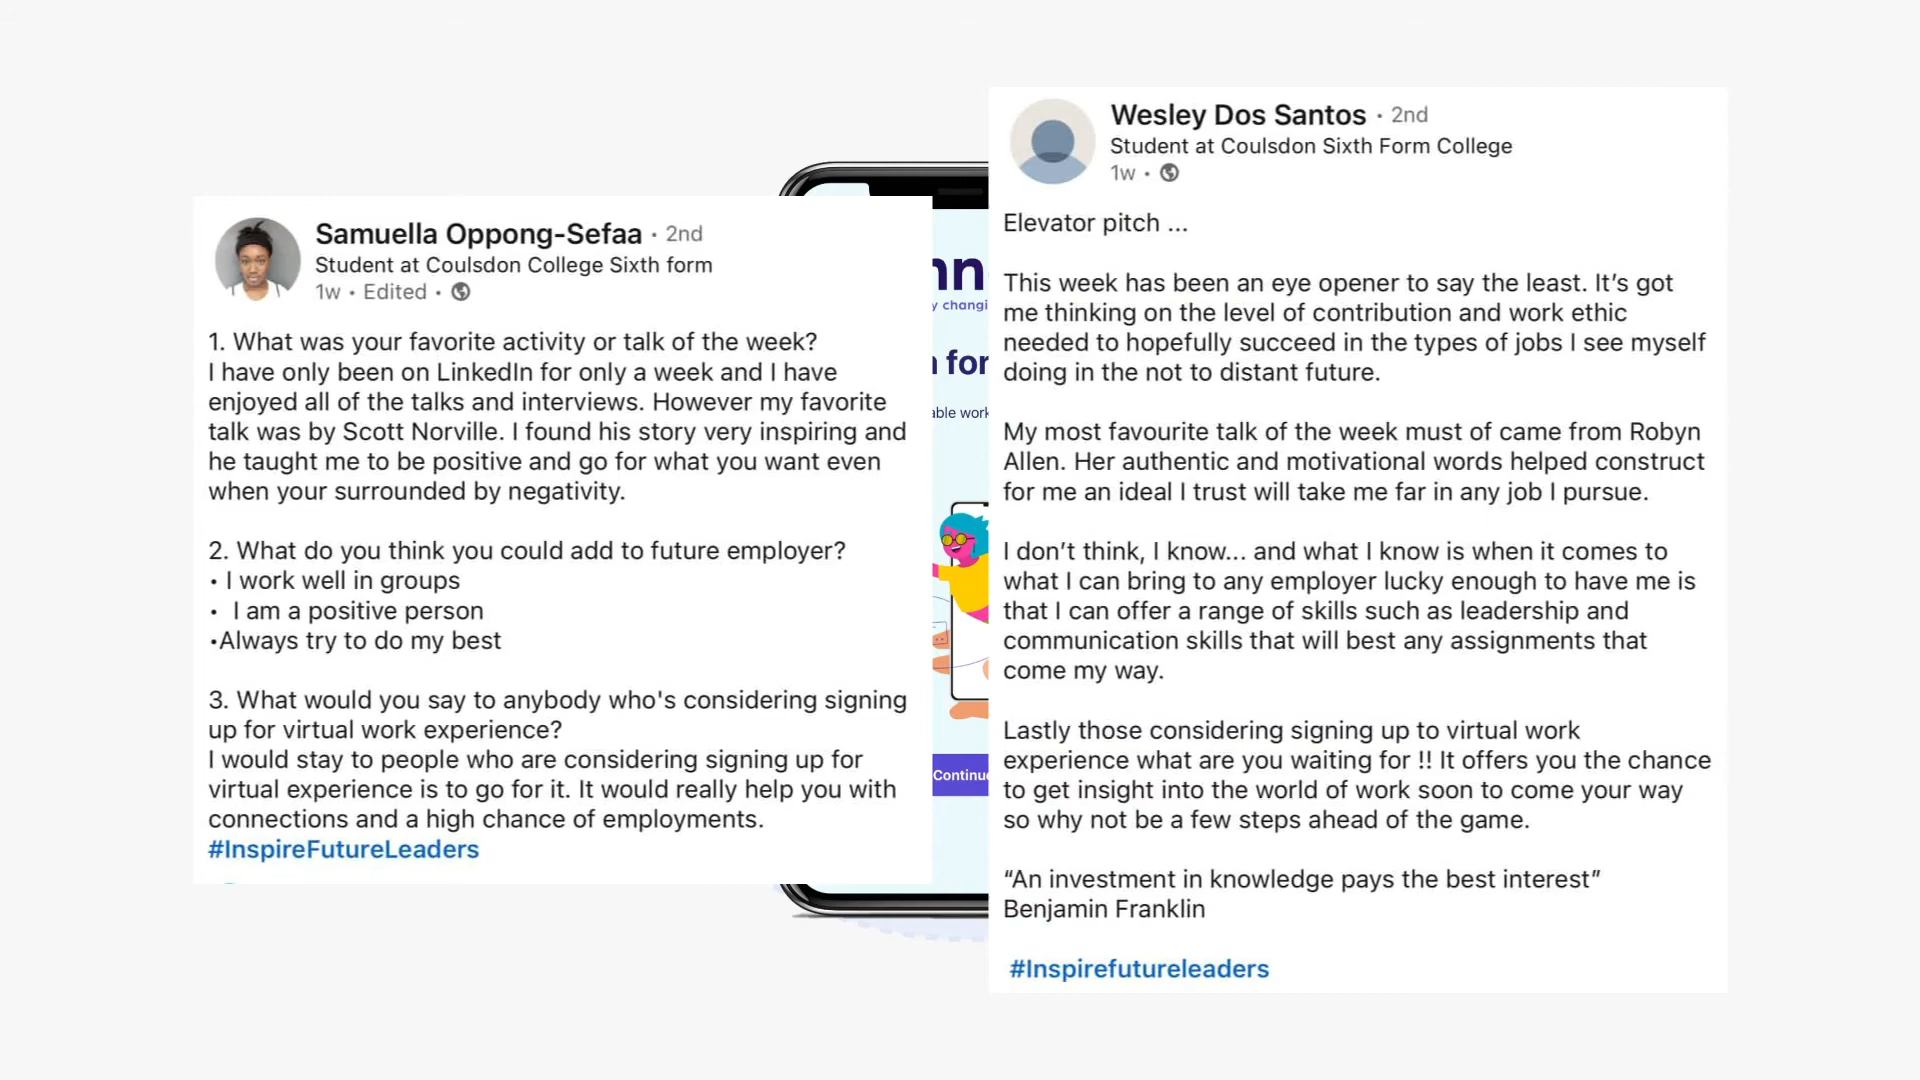 Samuella Oppong-Sefaa · 2nd
Student at Coulsdon College Sixth form
1w • Edited •
1. What was your favorite activity or talk of the week?
I have only been on LinkedIn for only a week and I have
enjoyed all of the talks and interviews. However my favorite
talk was by Scott Norville. I found his story very inspiring and
he taught me to be positive and go for what you want even
when your surrounded by negativity.
2. What do you think you could add to future employer?
• I work well in groups
• I am a positive person
•Always try to do my best
3. What would you say to anybody who's considering signing
up for virtual work experience?
I would stay to people who are considering signing up for
virtual experience is to go for it. It would really help you with
connections and a high chance of employments.
#InspireFutureLeaders
nn
y changi
for
able work
Continue
Wesley Dos Santos · 2nd
Student at Coulsdon Sixth Form College
1w •
Elevator pitch ...
This week has been an eye opener to say the least. It’s got
me thinking on the level of contribution and work ethic
needed to hopefully succeed in the types of jobs I see myself
doing in the not to distant future.
My most favourite talk of the week must of came from Robyn
Allen. Her authentic and motivational words helped construct
for me an ideal I trust will take me far in any job I pursue.
I don’t think, I know... and what I know is when it comes to
what I can bring to any employer lucky enough to have me is
that I can offer a range of skills such as leadership and
communication skills that will best any assignments that
come my way.
Lastly those considering signing up to virtual work
experience what are you waiting for !! It offers you the chance
to get insight into the world of work soon to come your way
so why not be a few steps ahead of the game.
“An investment in knowledge pays the best interest”
Benjamin Franklin
#Inspirefutureleaders